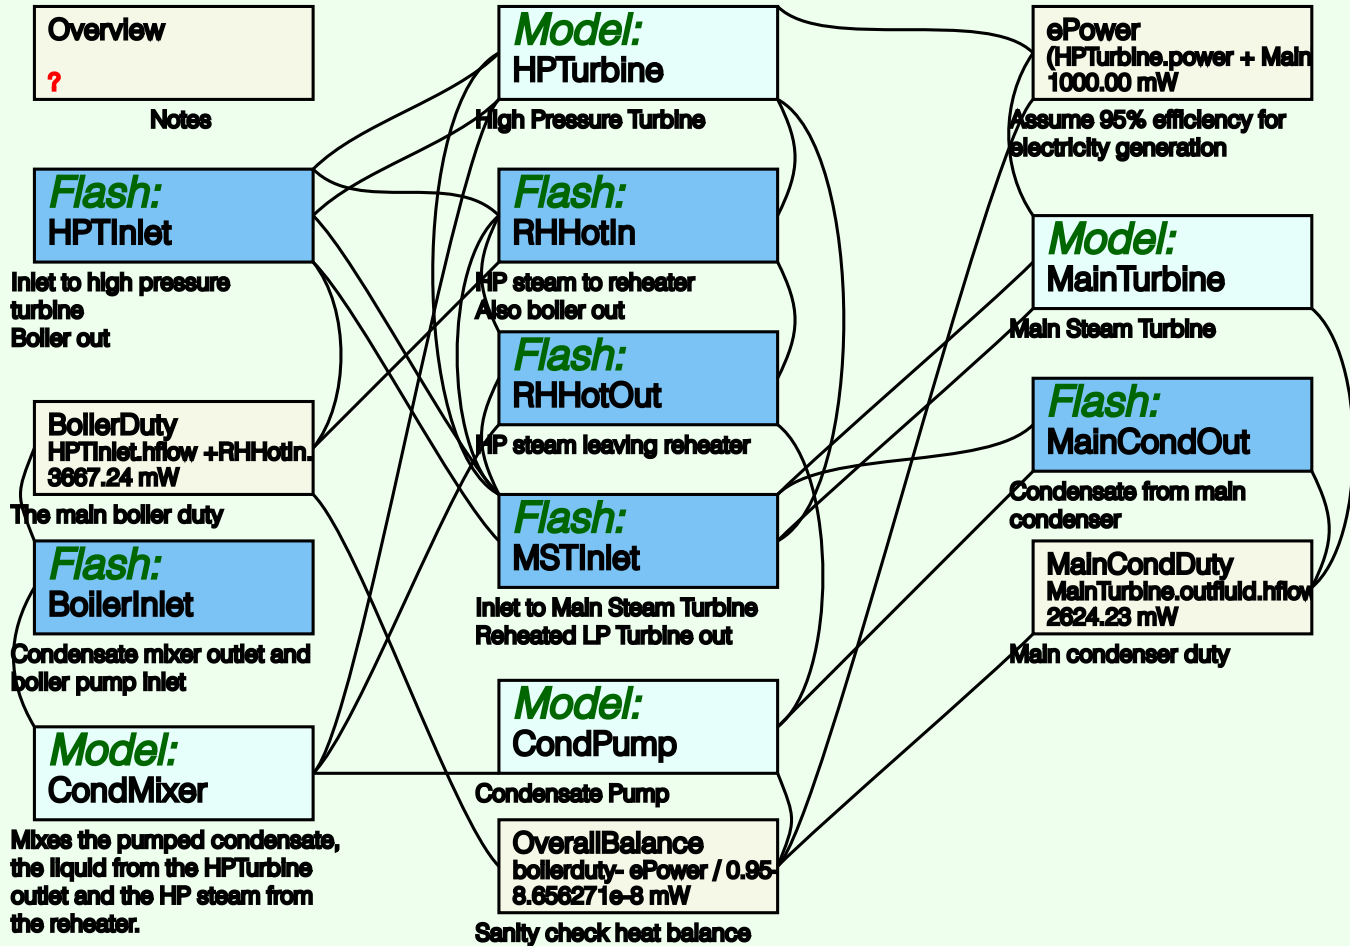 Overview
?
Notes
Flash:
HPTInlet
Inlet to high pressure
turbine
Boiler out
BoilerDuty
HPTInlet.hflow +RHHotIn.
3667.24 mW
The main boiler duty
Flash:
BoilerInlet
Condensate mixer outlet and
boiler pump inlet
Model:
CondMixer
Mixes the pumped condensate,
the liquid from the HPTurbine
outlet and the HP steam from
the reheater.
Model:
HPTurbine
High Pressure Turbine
Flash:
RHHotIn
HP steam to reheater
Also boiler out
Flash:
RHHotOut
HP steam leaving reheater
Flash:
MSTInlet
Inlet to Main Steam Turbine
Reheated LP Turbine out
Model:
CondPump
Condensate Pump
OverallBalance
boilerduty- ePower / 0.95-
8.656271e-8 mW
Sanity check heat balance
ePower
(HPTurbine.power + Main
1000.00 mW
Assume 95% efficiency for
electricity generation
Model:
MainTurbine
Main Steam Turbine
Flash:
MainCondOut
Condensate from main
condenser
MainCondDuty
MainTurbine.outfluid.hflow
2624.23 mW
Main condenser duty